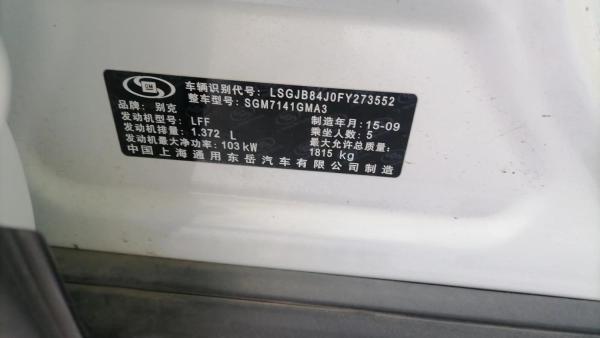 GM
车辆识别代号: LSGJB84J0FY273552
整车型号: SGM7141GMA3
品牌: 别克 制造年月: 15-09
发动机型号: LFF 乘坐人数: 5
发动机排量: 1.372 L 最大允许总质量:
发动机最大净功率: 103 kW 1815 kg
中国上海通用东岳汽车有限公司制造